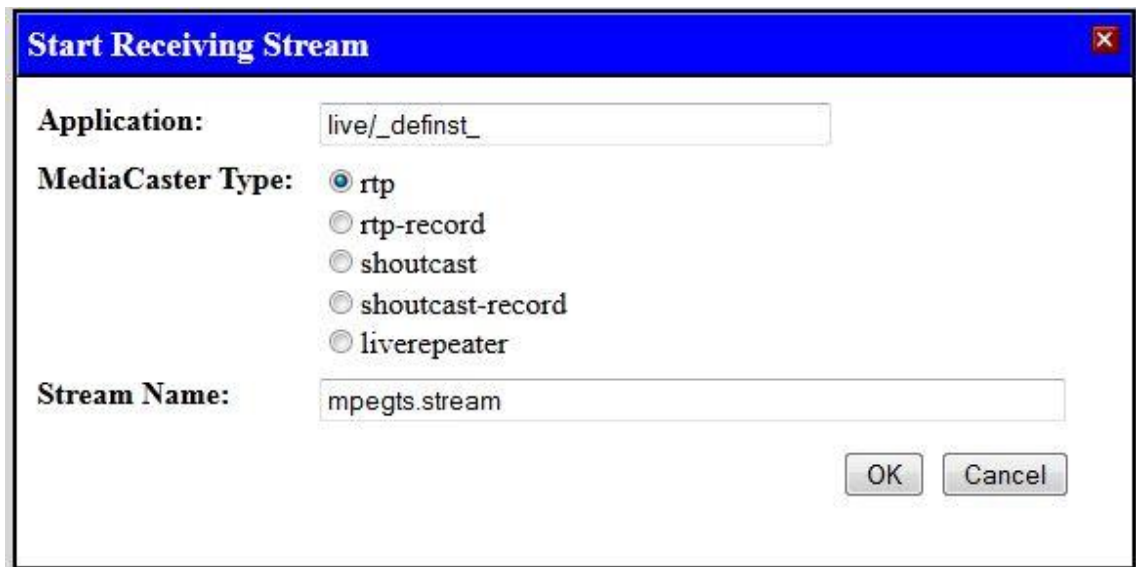 Start Receiving Stream
Application:
live/_definst_
MediaCaster Type:
rtp
rtp-record
shoutcast
shoutcast-record
liverepeater
Stream Name:
mpegts.stream
OK Cancel